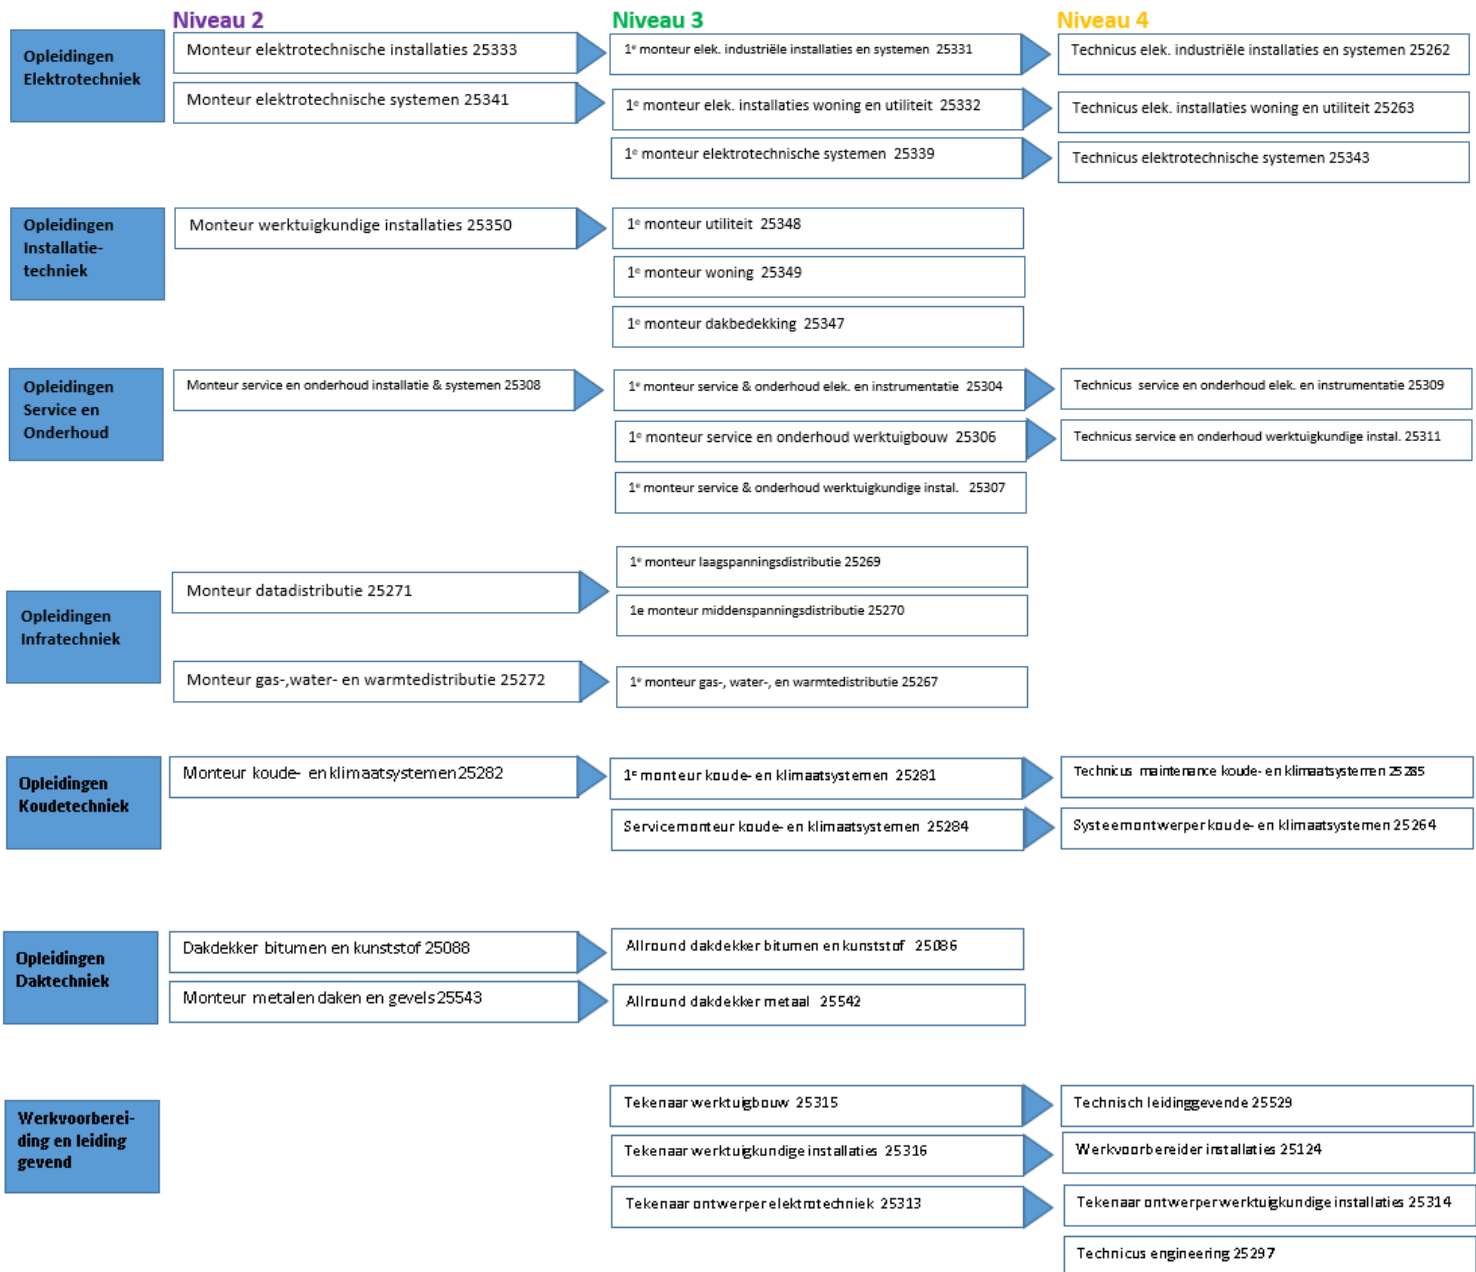 Niveau 2
Niveau 3
Niveau 4
Opleidingen
Elektrotechniek
Monteur elektrotechnische installaties 25333
1e monteur elek. industriële installaties en systemen 25331
Technicus elek. industriële installaties en systemen 25262
Monteur elektrotechnische systemen 25341
1e monteur elek. installaties woning en utiliteit 25332
Technicus elek. installaties woning en utiliteit 25263
1e monteur elektrotechnische systemen 25339
Technicus elektrotechnische systemen 25343
Opleidingen
Installatie-
techniek
Monteur werktuigkundige installaties 25350
1e monteur utiliteit 25348
1e monteur woning 25349
1e monteur dakbedekking 25347
Opleidingen
Service en
Onderhoud
Monteur service en onderhoud installatie & systemen 25308
1e monteur service & onderhoud elek. en instrumentatie 25304
Technicus service en onderhoud elek. en instrumentatie 25309
1e monteur service en onderhoud werktuigbouw 25306
Technicus service en onderhoud werktuigkundige instal. 25311
1e monteur service & onderhoud werktuigkundige instal. 25307
Opleidingen
Infratechniek
Monteur datadistributie 25271
1e monteur laagspanningsdistributie 25269
1e monteur middenspanningsdistributie 25270
Monteur gas-,water- en warmtedistributie 25272
1e monteur gas-, water-, en warmtedistributie 25267
Opleidingen
Koudetechniek
Monteur koude- en klimaatsystemen 25282
1e monteur koude- en klimaatsystemen 25281
Technicus maintenance koude- en klimaatsystemen 25285
Servicemonteur koude- en klimaatsystemen 25284
Systeemontwerper koude- en klimaatsystemen 25264
Opleidingen
Daktechniek
Dakdekker bitumen en kunststof 25088
Allround dakdekker bitumen en kunststof 25086
Monteur metalen daken en gevels 25543
Allround dakdekker metaal 25542
Werkvoorberei-
ding en leiding
gevend
Tekenaar werktuigbouw 25315
Technisch leidinggevende 25529
Tekenaar werktuigkundige installaties 25316
Werkvoorbereider installaties 25124
Tekenaar ontwerper elektrotechniek 25313
Tekenaar ontwerper werktuigkundige installaties 25314
Technicus engineering 25297